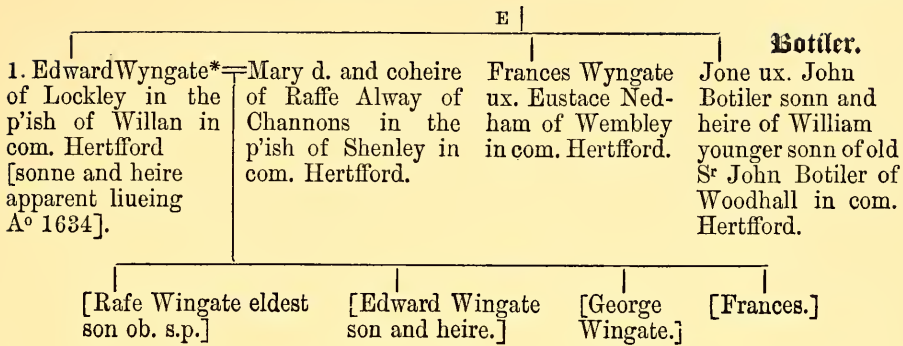 E
Botiler.
1. Edward Wyngate*
of Lockley in the
p'ish of Willan in
com. Hertfford
[sonne and heire
apparent liueing
Aº 1634].
Mary d. and coheire
of Raffe Alway of
Channons in the
p'ish of Shenley in
com. Hertfford.
Frances Wyngate
ux. Eustace Ned-
ham of Wembley
in com. Hertfford.
Jone ux. John
Botiler sonn and
heire of William
younger sonn of old
Sʳ John Botiler of
Woodhall in com.
Hertfford.
[Rafe Wingate eldest
son ob. s.p.]
[Edward Wingate
son and heire.]
[George
Wingate.]
[Frances.]